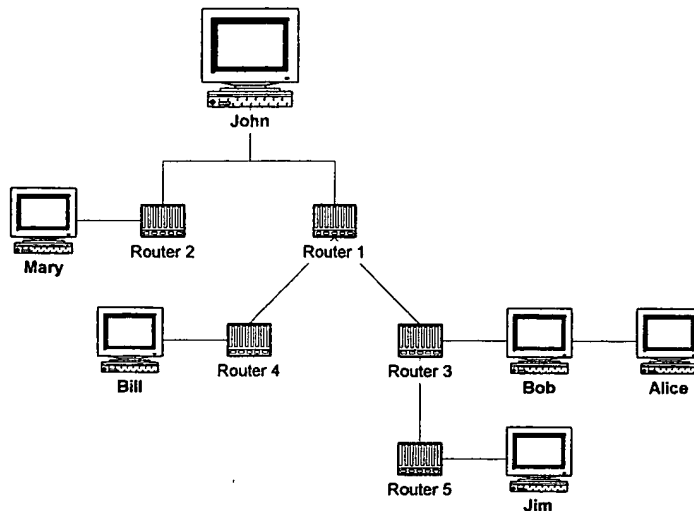 John
Router 2
Router 1
Mary
Bill
Router 4
Router 3
Bob
Alice
Router 5
Jim